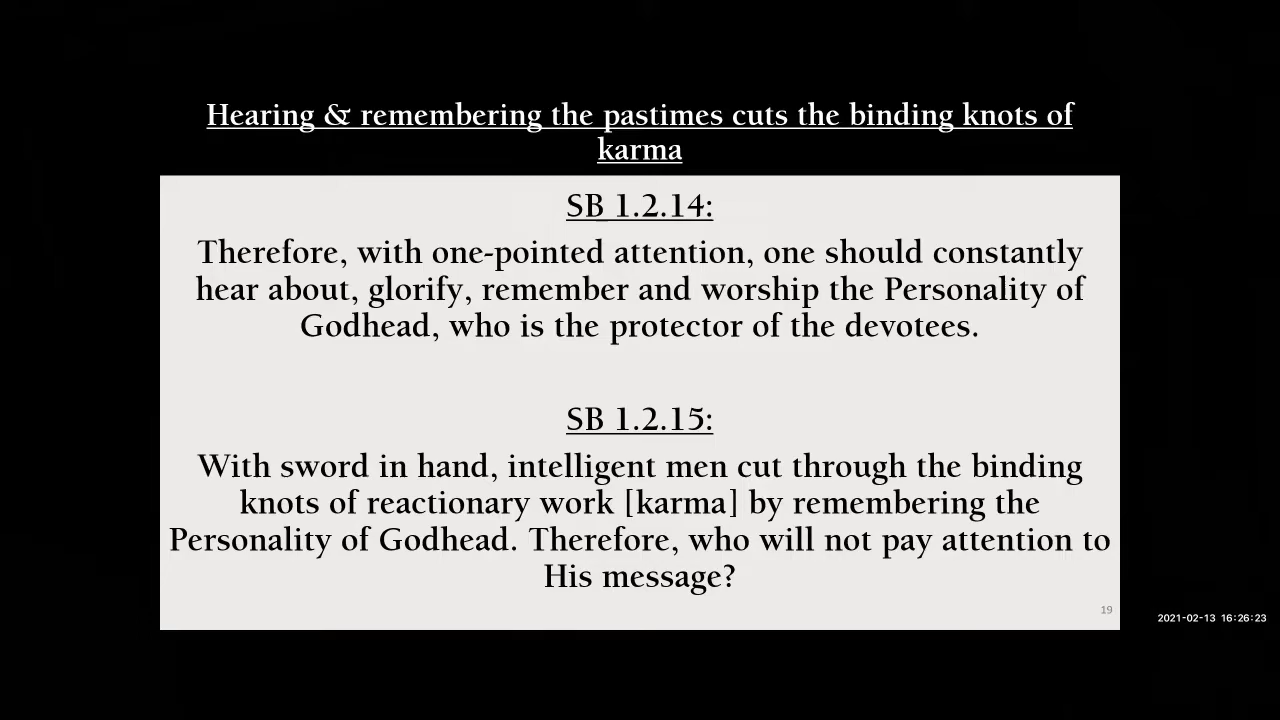 Hearing & remembering the pastimes cuts the binding knots of
karma
SB 1.2.14:
Therefore, with one-pointed attention, one should constantly
hear about, glorify, remember and worship the Personality of
Godhead, who is the protector of the devotees.
SB 1.2.15:
With sword in hand, intelligent men cut through the binding
knots of reactionary work [karma] by remembering the
Personality of Godhead. Therefore, who will not pay attention to
His message?
19
2021-02-13 16:26:23